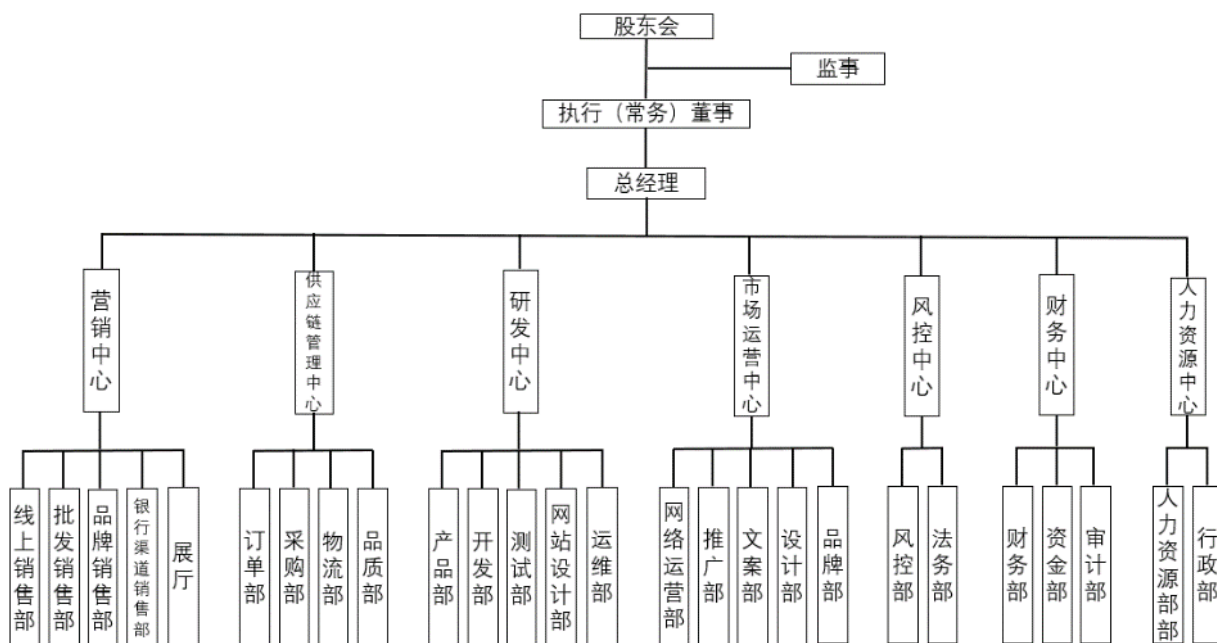 股东会
监事
执行（常务）董事
总经理
营销中心
供应链管理中心
研发中心
市场运营中心
风控中心
财务中心
人力资源中心
线上销售部
批发销售部
品牌销售部
银行渠道销售部
展厅
订单部
采购部
物流部
品质部
产品部
开发部
测试部
网站设计部
运维部
网络运营部
推广部
文案部
设计部
品牌部
风控部
法务部
财务部
资金部
审计部
人力资源部部
行政部